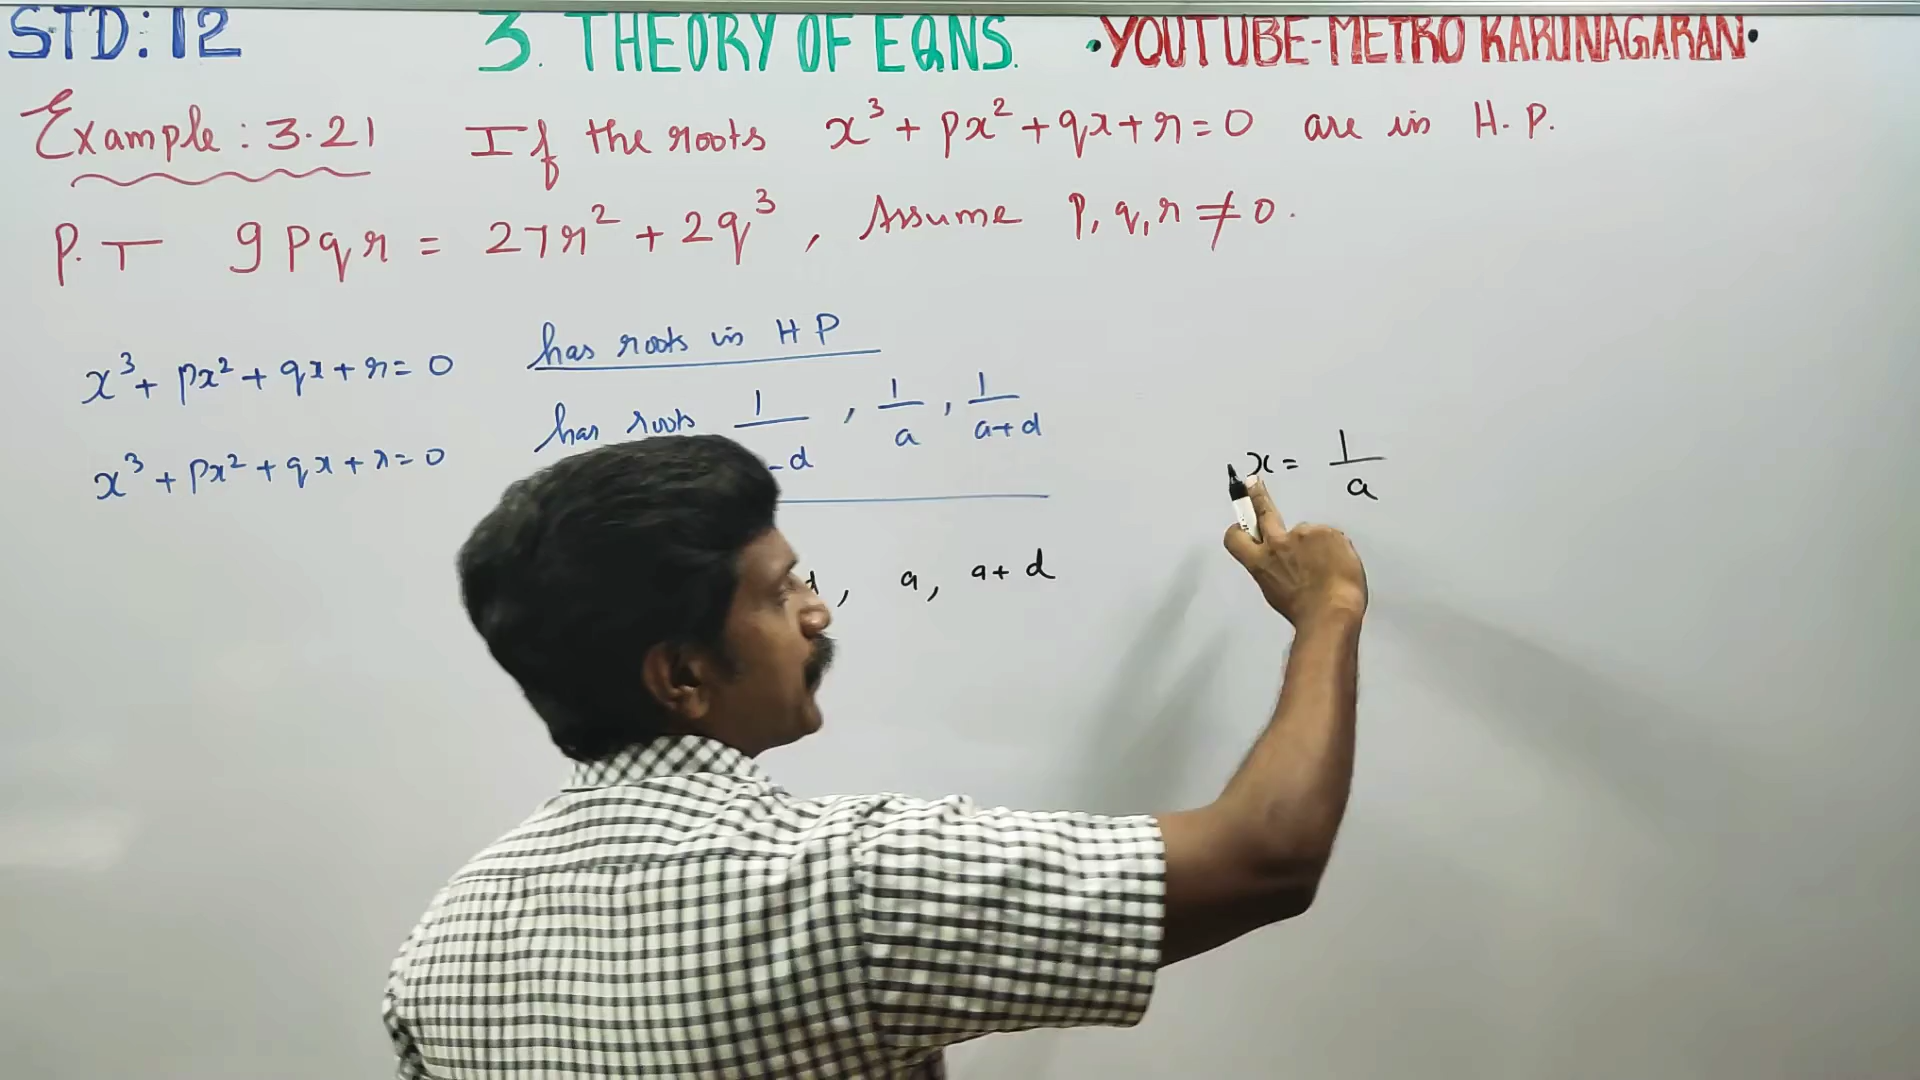 STD: 12 3. THEORY OF EQNS. •YOUTUBE-METRO KARUNAGARAN•
Example: 3.21 If the roots x³ + px² + qx + r = 0 are in H.P.
P.T 9pqr = 27r² + 2q³, Assume p, q, r ≠ 0.
x³ + px² + qx + r = 0 has roots in HP
x³ + px² + qx + r = 0 has roots 1/-d, 1/a, 1/a+d
x = 1/a
d, a, a+d